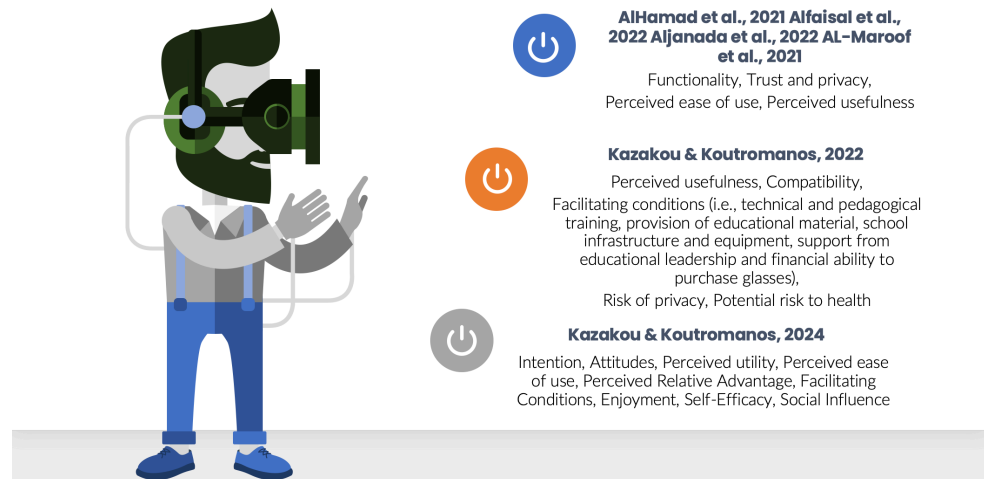 AlHamad et al., 2021 Alfaisal et al.,
2022 Aljanada et al., 2022 AL-Maroof
et al., 2021
Functionality, Trust and privacy,
Perceived ease of use, Perceived usefulness
Kazakou & Koutromanos, 2022
Perceived usefulness, Compatibility,
Facilitating conditions (i.e., technical and pedagogical
training, provision of educational material, school
infrastructure and equipment, support from
educational leadership and financial ability to
purchase glasses),
Risk of privacy, Potential risk to health
Kazakou & Koutromanos, 2024
Intention, Attitudes, Perceived utility, Perceived ease
of use, Perceived Relative Advantage, Facilitating
Conditions, Enjoyment, Self-Efficacy, Social Influence